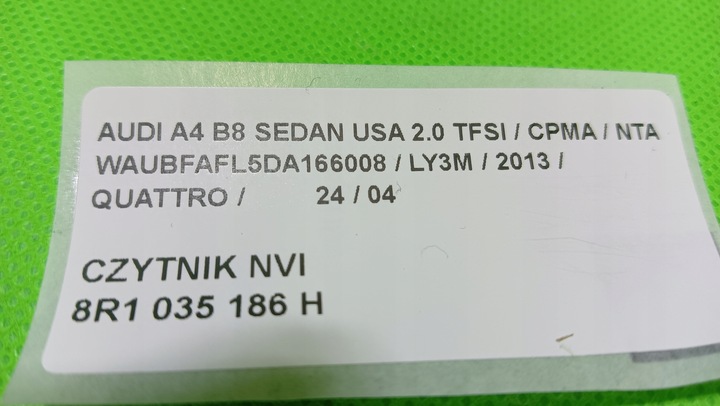 AUDI A4 B8 SEDAN USA 2.0 TFSI / CPMA / NTA
WAUBFAFL5DA166008 / LY3M / 2013 /
QUATTRO / 24 / 04
CZYTNIK NVI
8R1 035 186 H